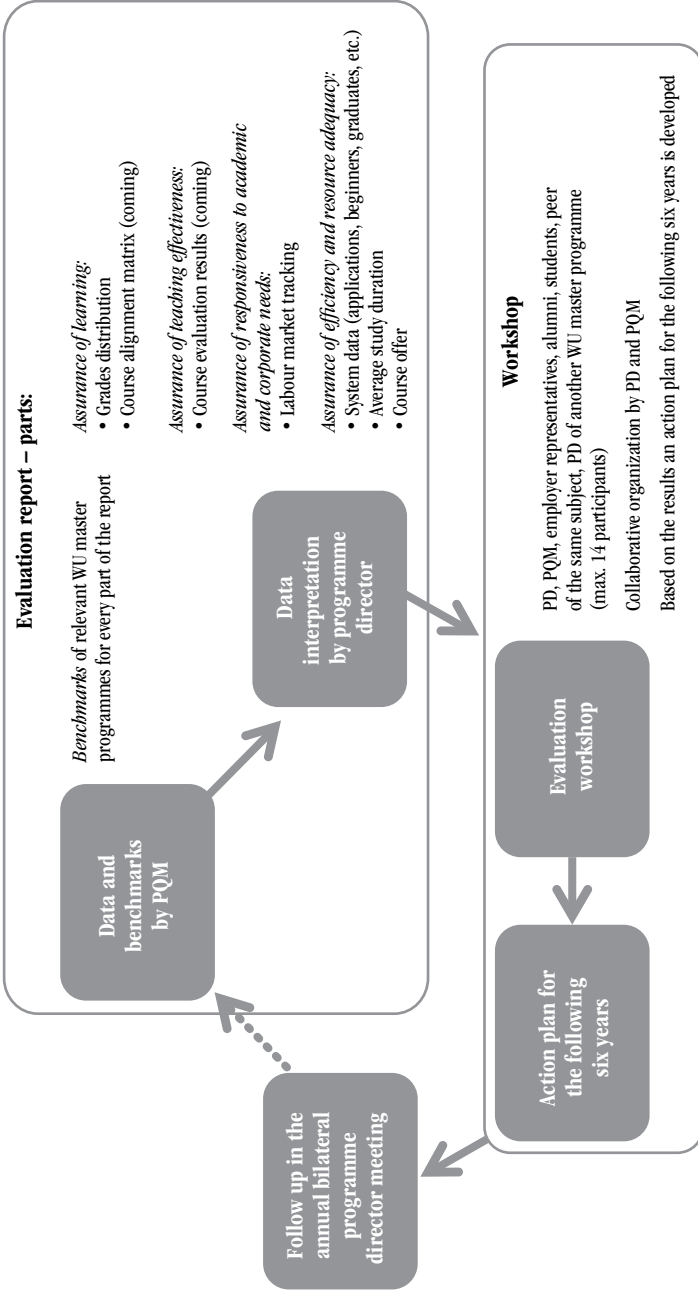 Evaluation report – parts:
Data and
benchmarks
by PQM
Benchmarks of relevant WU master
programmes for every part of the report
Data
interpretation
by programme
director
Assurance of learning:
• Grades distribution
• Course alignment matrix (coming)
Assurance of teaching effectiveness:
• Course evaluation results (coming)
Assurance of responsiveness to academic
and corporate needs:
• Labour market tracking
Assurance of efficiency and resource adequacy:
• System data (applications, beginners, graduates, etc.)
• Average study duration
• Course offer
Follow up in the
annual bilateral
programme
director meeting
Action plan for
the following
six years
Evaluation
workshop
Workshop
PD, PQM, employer representatives, alumni, students, peer
of the same subject, PD of another WU master programme
(max. 14 participants)
Collaborative organization by PD and PQM
Based on the results an action plan for the following six years is developed